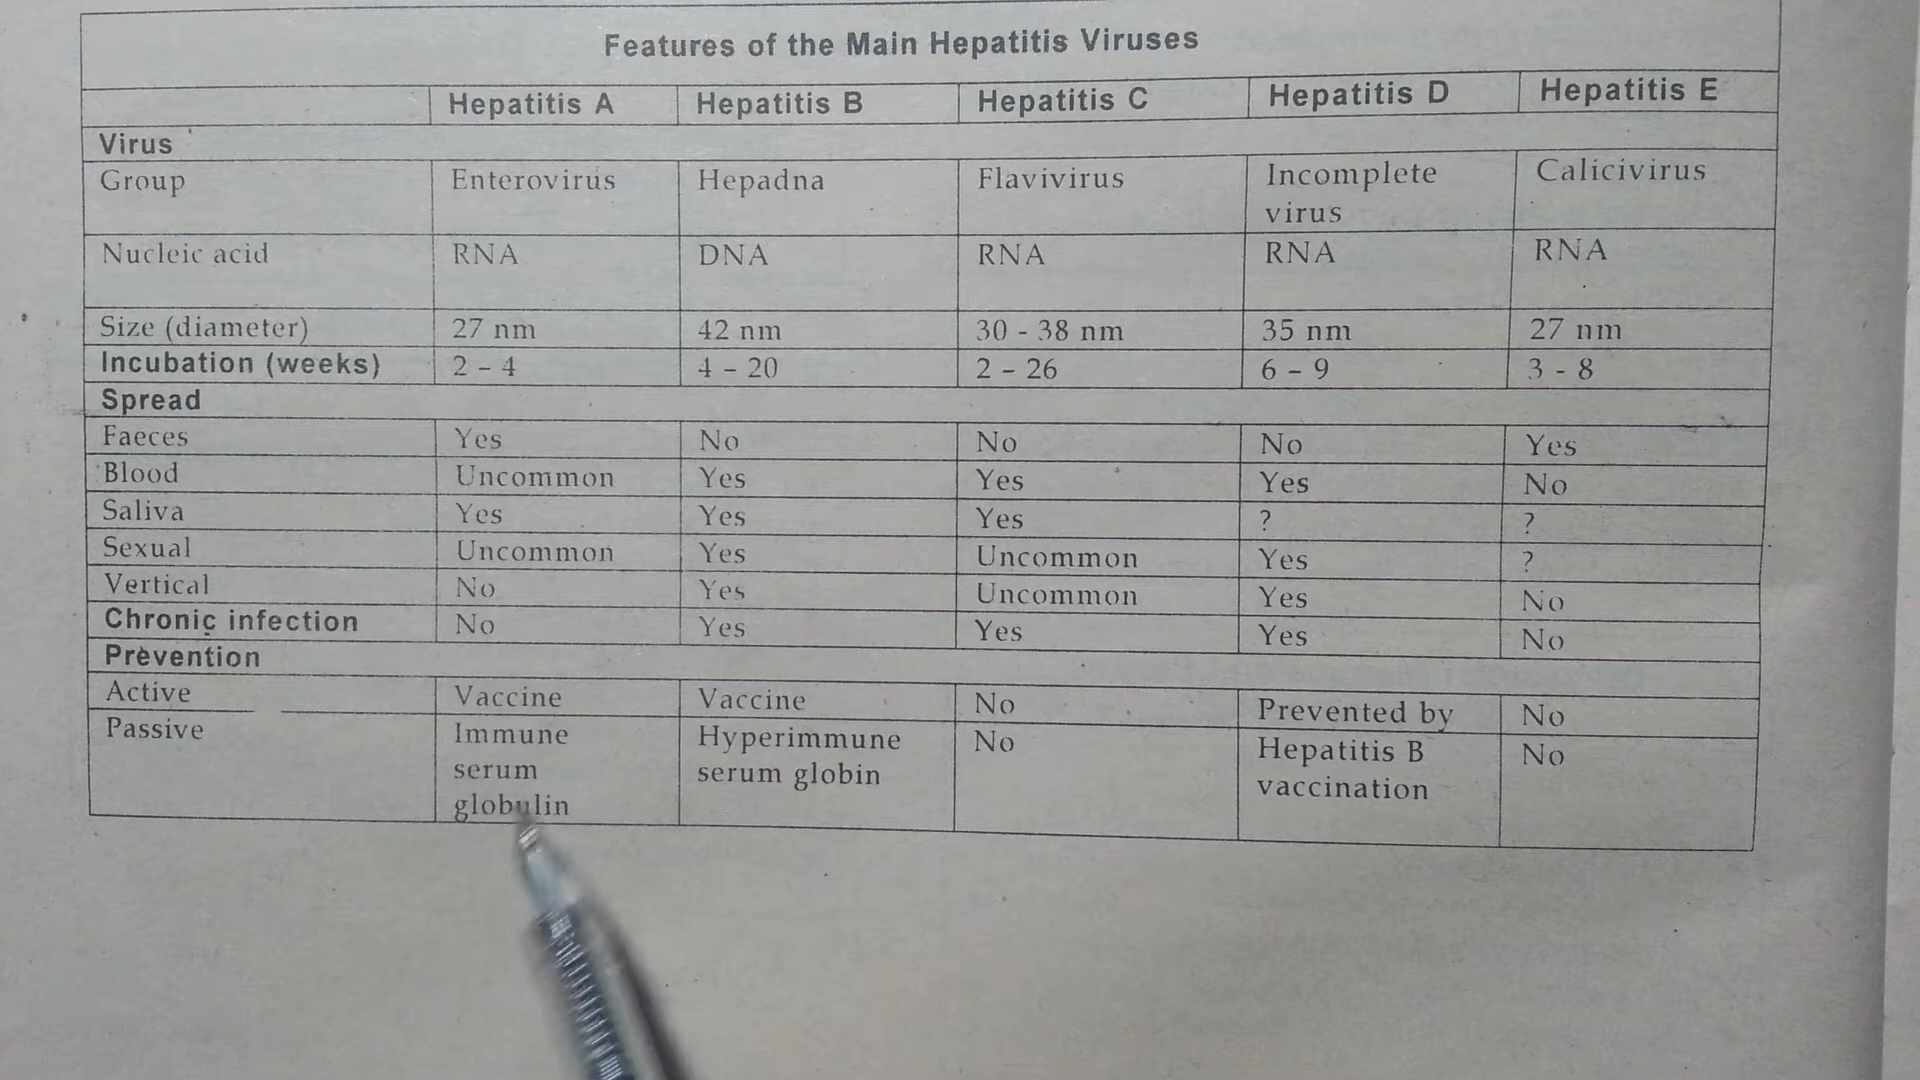 Features of the Main Hepatitis Viruses
Hepatitis A Hepatitis B Hepatitis C Hepatitis D Hepatitis E
Virus
Group Enterovirus Hepadna Flavivirus Incomplete virus Calicivirus
Nucleic acid RNA DNA RNA RNA RNA
Size (diameter) 27 nm 42 nm 30 - 38 nm 35 nm 27 nm
Incubation (weeks) 2 - 4 4 - 20 2 - 26 6 - 9 3 - 8
Spread
Faeces Yes No No No Yes
Blood Uncommon Yes Yes Yes No
Saliva Yes Yes Yes ? ?
Sexual Uncommon Yes Uncommon Yes ?
Vertical No Yes Uncommon Yes No
Chronic infection No Yes Yes Yes No
Prevention
Active Vaccine Vaccine No Prevented by No
Passive Immune Hyperimmune No Hepatitis B No
serum serum globin vaccination
globulin